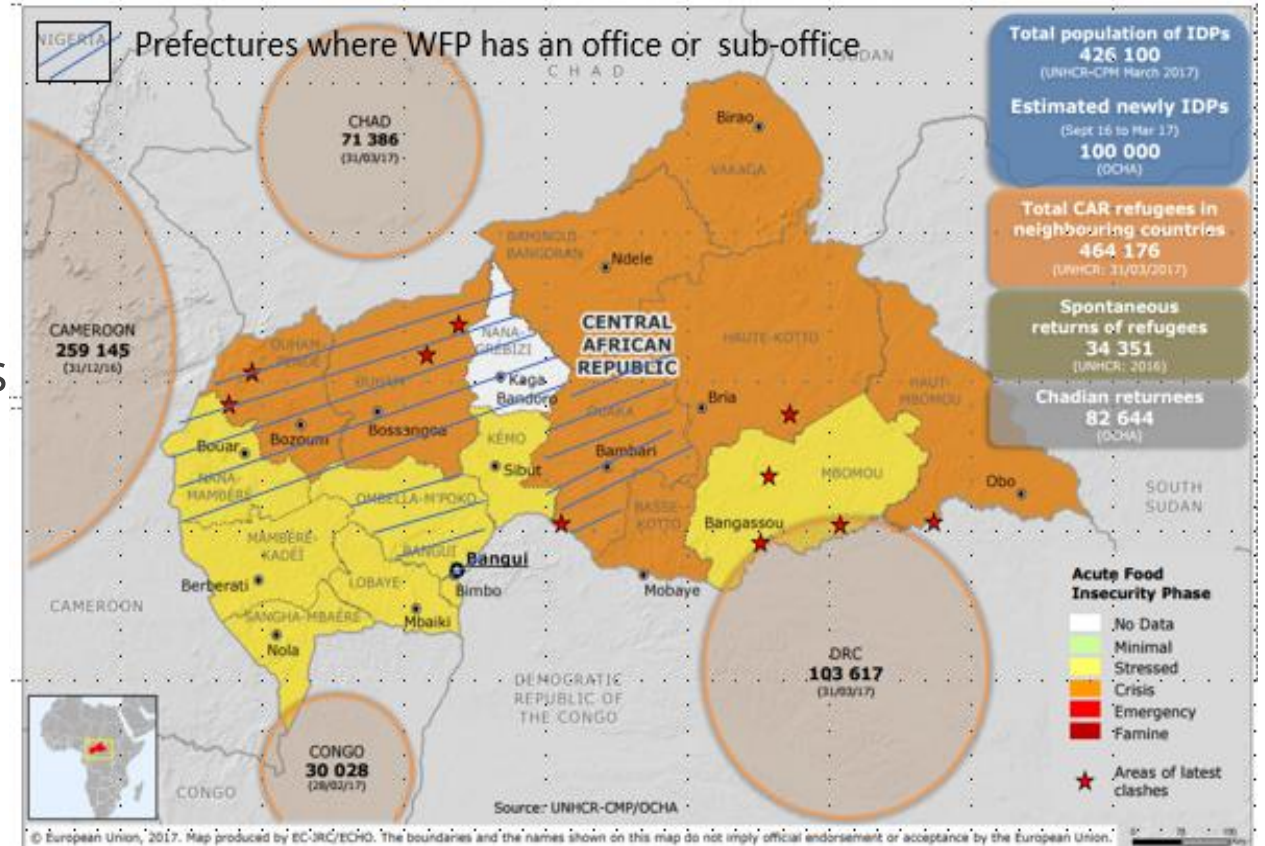 NIGERIA
Prefectures where WFP has an office or sub-office
CHAD
SUDAN
Total population of IDPs
426 100
(UNHCR-CPM March 2017)
Estimated newly IDPs
(Sept 16 to Mar 17)
100 000
(OCHA)
Total CAR refugees in
neighbouring countries
464 176
(UNHCR: 31/03/2017)
Spontaneous
returns of refugees
34 351
(UNHCR: 2016)
Chadian returnees
82 644
(OCHA)
CHAD
71 386
(31/03/17)
CAMEROON
259 145
(31/12/16)
s
Birao
VAKAGA
BAMINGUI-
BANGORAN
Ndele
CENTRAL
AFRICAN
REPUBLIC
HAUTE-KOTTO
NANA-
GRÉBIZI
Kaga
Bandoro
OUHAM-
PENDÉ
OUHAM
OUAKA
Bria
HAUT-
MBOMOU
Bouar
Bozoum
Bossangoa
KÉMO
Sibut
Bambari
MBOMOU
Obo
NANA-
MAMBÉRÉ
OMBELLA-M'POKO
BASSE-
KOTTO
Bangassou
SOUTH
SUDAN
MAMBÉRÉ-
KADÉÏ
BANGUI
Bangui
Berberati
LOBAYE
Bimbo
Mobaye
CAMEROON
SANGHA-MBAÉRÉ
Mbaiki
Nola
DEMOCRATIC
REPUBLIC OF
THE CONGO
DRC
103 617
(31/03/17)
CONGO
30 028
(28/02/17)
CONGO
Acute Food
Insecurity Phase
No Data
Minimal
Stressed
Crisis
Emergency
Famine
Areas of latest
clashes
Source: UNHCR-CMP/OCHA
© European Union, 2017. Map produced by EC-JRC/ECHO. The boundaries and the names shown on this map do not imply official endorsement or acceptance by the European Union.